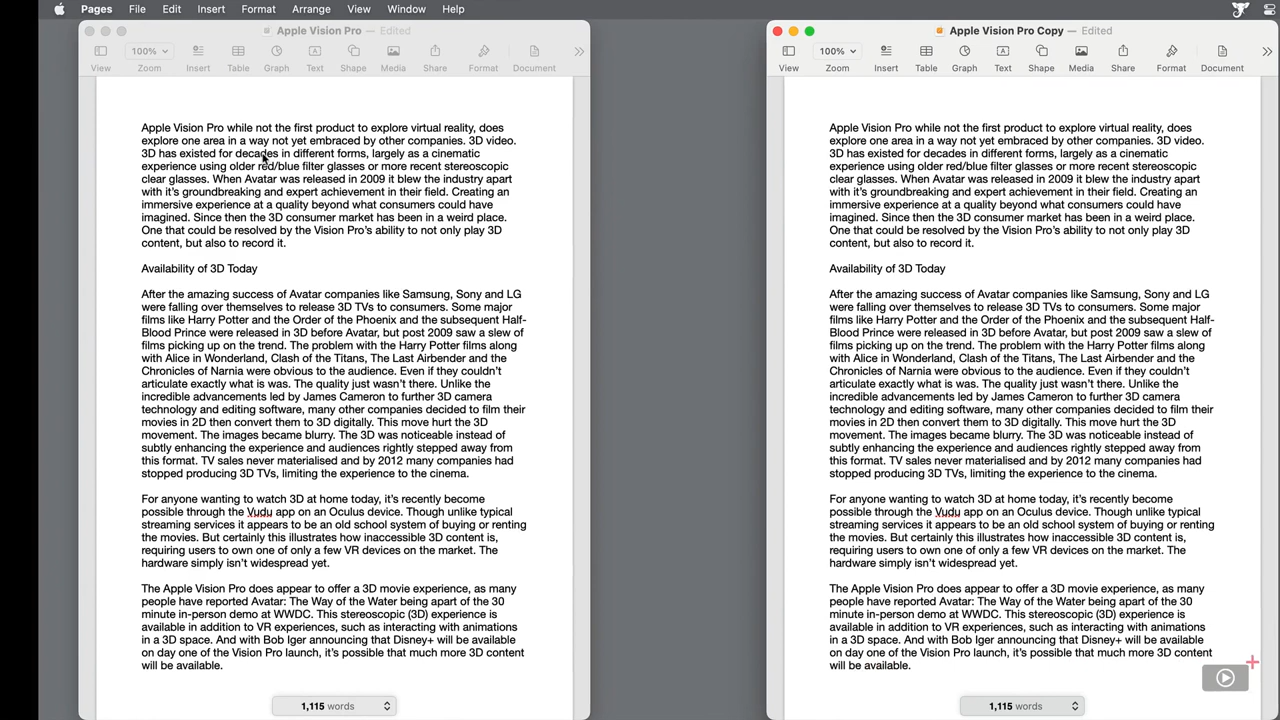 Pages File Edit Insert Format Arrange View Window Help
Apple Vision Pro — Edited
View 100% Zoom Insert Table Graph Text Shape Media Share Format Document
Apple Vision Pro while not the first product to explore virtual reality, does
explore one area in a way not yet embraced by other companies. 3D video.
3D has existed for decades in different forms, largely as a cinematic
experience using older red/blue filter glasses or more recent stereoscopic
clear glasses. When Avatar was released in 2009 it blew the industry apart
with it’s groundbreaking and expert achievement in their field. Creating an
immersive experience at a quality beyond what consumers could have
imagined. Since then the 3D consumer market has been in a weird place.
One that could be resolved by the Vision Pro’s ability to not only play 3D
content, but also to record it.
Availability of 3D Today
After the amazing success of Avatar companies like Samsung, Sony and LG
were falling over themselves to release 3D TVs to consumers. Some major
films like Harry Potter and the Order of the Phoenix and the subsequent Half-
Blood Prince were released in 3D before Avatar, but post 2009 saw a slew of
films picking up on the trend. The problem with the Harry Potter films along
with Alice in Wonderland, Clash of the Titans, The Last Airbender and the
Chronicles of Narnia were obvious to the audience. Even if they couldn’t
articulate exactly what is was. The quality just wasn’t there. Unlike the
incredible advancements led by James Cameron to further 3D camera
technology and editing software, many other companies decided to film their
movies in 2D then convert them to 3D digitally. This move hurt the 3D
movement. The images became blurry. The 3D was noticeable instead of
subtly enhancing the experience and audiences rightly stepped away from
this format. TV sales never materialised and by 2012 many companies had
stopped producing 3D TVs, limiting the experience to the cinema.
For anyone wanting to watch 3D at home today, it’s recently become
possible through the Vudu app on an Oculus device. Though unlike typical
streaming services it appears to be an old school system of buying or renting
the movies. But certainly this illustrates how inaccessible 3D content is,
requiring users to own one of only a few VR devices on the market. The
hardware simply isn’t widespread yet.
The Apple Vision Pro does appear to offer a 3D movie experience, as many
people have reported Avatar: The Way of the Water being apart of the 30
minute in-person demo at WWDC. This stereoscopic (3D) experience is
available in addition to VR experiences, such as interacting with animations
in a 3D space. And with Bob Iger announcing that Disney+ will be available
on day one of the Vision Pro launch, it’s possible that much more 3D content
will be available.
1,115 words
Apple Vision Pro Copy — Edited
View 100% Zoom Insert Table Graph Text Shape Media Share Format Document
Apple Vision Pro while not the first product to explore virtual reality, does
explore one area in a way not yet embraced by other companies. 3D video.
3D has existed for decades in different forms, largely as a cinematic
experience using older red/blue filter glasses or more recent stereoscopic
clear glasses. When Avatar was released in 2009 it blew the industry apart
with it’s groundbreaking and expert achievement in their field. Creating an
immersive experience at a quality beyond what consumers could have
imagined. Since then the 3D consumer market has been in a weird place.
One that could be resolved by the Vision Pro’s ability to not only play 3D
content, but also to record it.
Availability of 3D Today
After the amazing success of Avatar companies like Samsung, Sony and LG
were falling over themselves to release 3D TVs to consumers. Some major
films like Harry Potter and the Order of the Phoenix and the subsequent Half-
Blood Prince were released in 3D before Avatar, but post 2009 saw a slew of
films picking up on the trend. The problem with the Harry Potter films along
with Alice in Wonderland, Clash of the Titans, The Last Airbender and the
Chronicles of Narnia were obvious to the audience. Even if they couldn’t
articulate exactly what is was. The quality just wasn’t there. Unlike the
incredible advancements led by James Cameron to further 3D camera
technology and editing software, many other companies decided to film their
movies in 2D then convert them to 3D digitally. This move hurt the 3D
movement. The images became blurry. The 3D was noticeable instead of
subtly enhancing the experience and audiences rightly stepped away from
this format. TV sales never materialised and by 2012 many companies had
stopped producing 3D TVs, limiting the experience to the cinema.
For anyone wanting to watch 3D at home today, it’s recently become
possible through the Vudu app on an Oculus device. Though unlike typical
streaming services it appears to be an old school system of buying or renting
the movies. But certainly this illustrates how inaccessible 3D content is,
requiring users to own one of only a few VR devices on the market. The
hardware simply isn’t widespread yet.
The Apple Vision Pro does appear to offer a 3D movie experience, as many
people have reported Avatar: The Way of the Water being apart of the 30
minute in-person demo at WWDC. This stereoscopic (3D) experience is
available in addition to VR experiences, such as interacting with animations
in a 3D space. And with Bob Iger announcing that Disney+ will be available
on day one of the Vision Pro launch, it’s possible that much more 3D content
will be available.
1,115 words